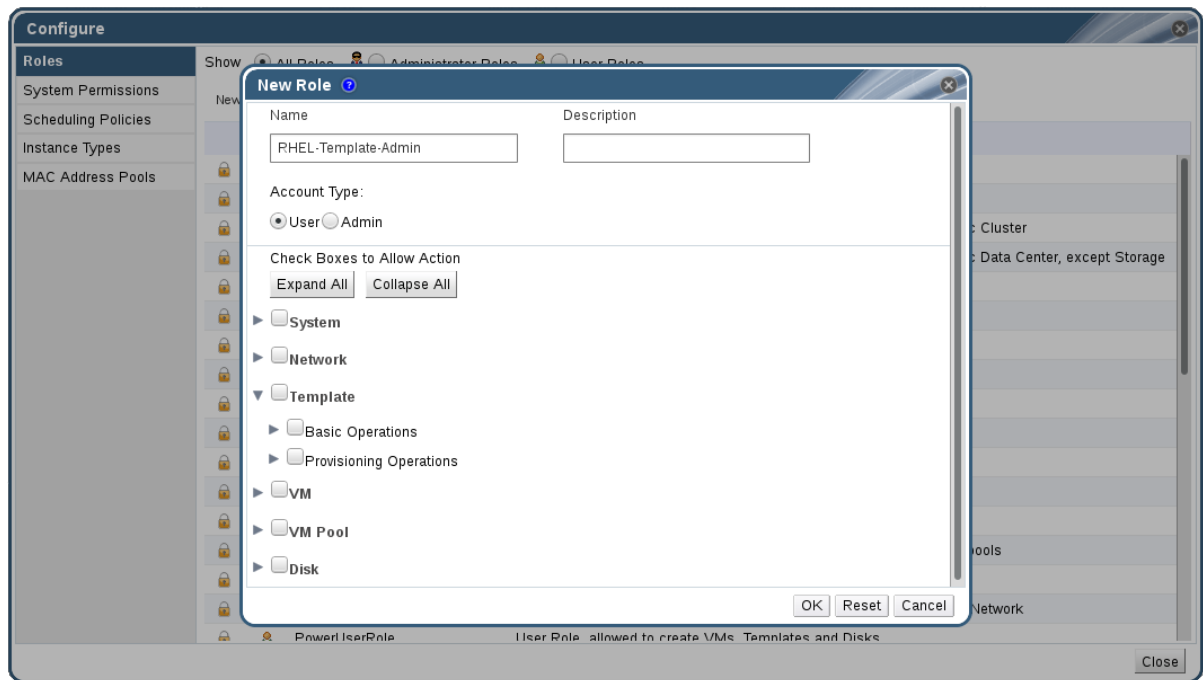 Configure
Roles
System Permissions
Scheduling Policies
Instance Types
MAC Address Pools
Show All Roles Administrator Roles User Roles
New
New Role ?
Name Description
RHEL-Template-Admin
Account Type:
User Admin
Check Boxes to Allow Action
Expand All Collapse All
System
Network
Template
Basic Operations
Provisioning Operations
VM
VM Pool
Disk
OK Reset Cancel
Cluster
Data Center, except Storage
Network
PowerUserRole User Role, allowed to create VMs, Templates and Disks
Close